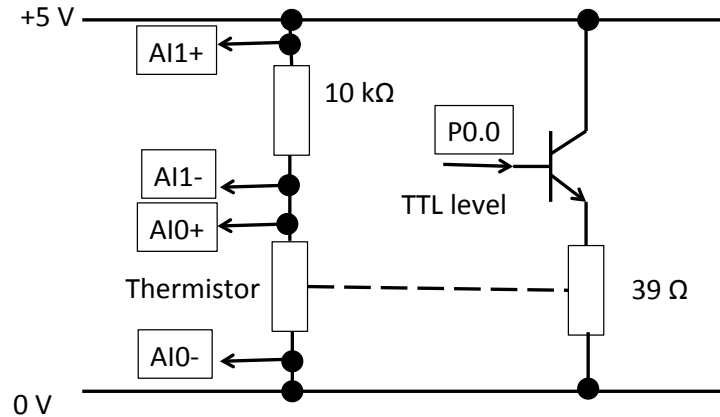 +5 V
AI1+
10 kΩ
P0.0
AI1-
TTL level
AI0+
Thermistor
39 Ω
AI0-
0 V